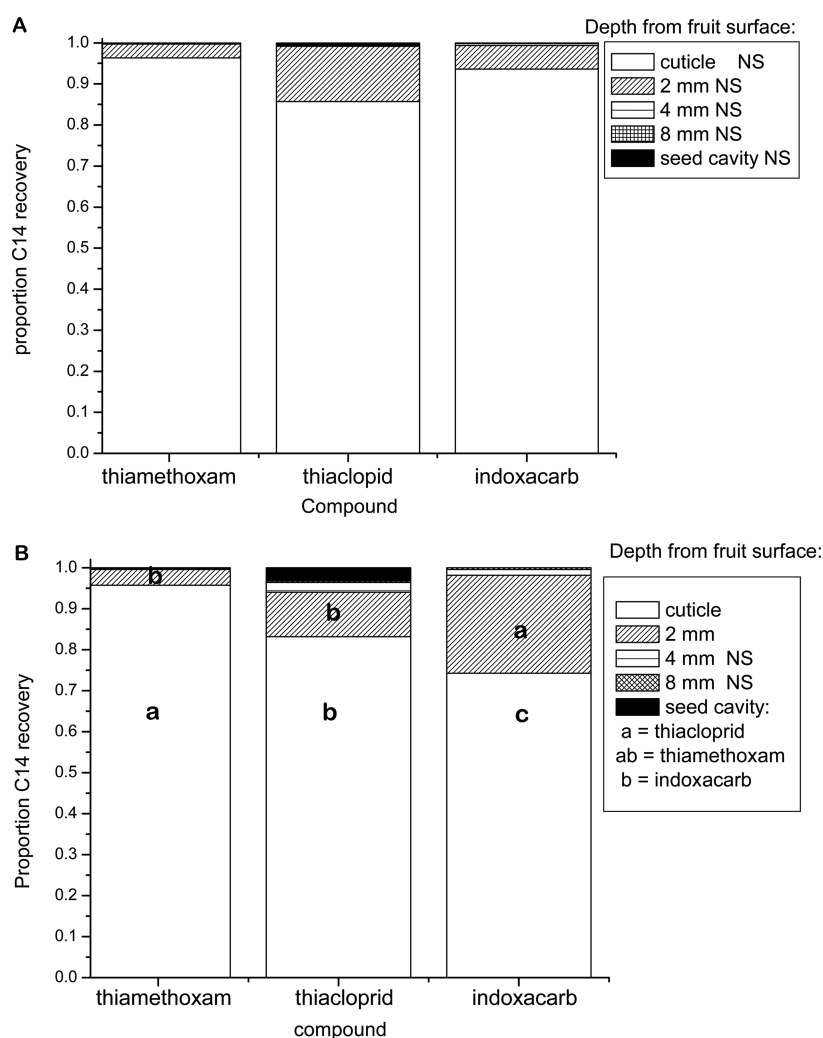 A
Depth from fruit surface:
cuticle NS
2 mm NS
4 mm NS
8 mm NS
seed cavity NS
proportion C14 recovery
1.0
0.9
0.8
0.7
0.6
0.5
0.4
0.3
0.2
0.1
0.0
thiamethoxam thiaclopid indoxacarb
Compound
B
Depth from fruit surface:
cuticle
2 mm
4 mm NS
8 mm NS
seed cavity:
a = thiacloprid
ab = thiamethoxam
b = indoxacarb
Proportion C14 recovery
1.0
0.9
0.8
0.7
0.6
0.5
0.4
0.3
0.2
0.1
0.0
b b a
a b c
thiamethoxam thiacloprid indoxacarb
compound